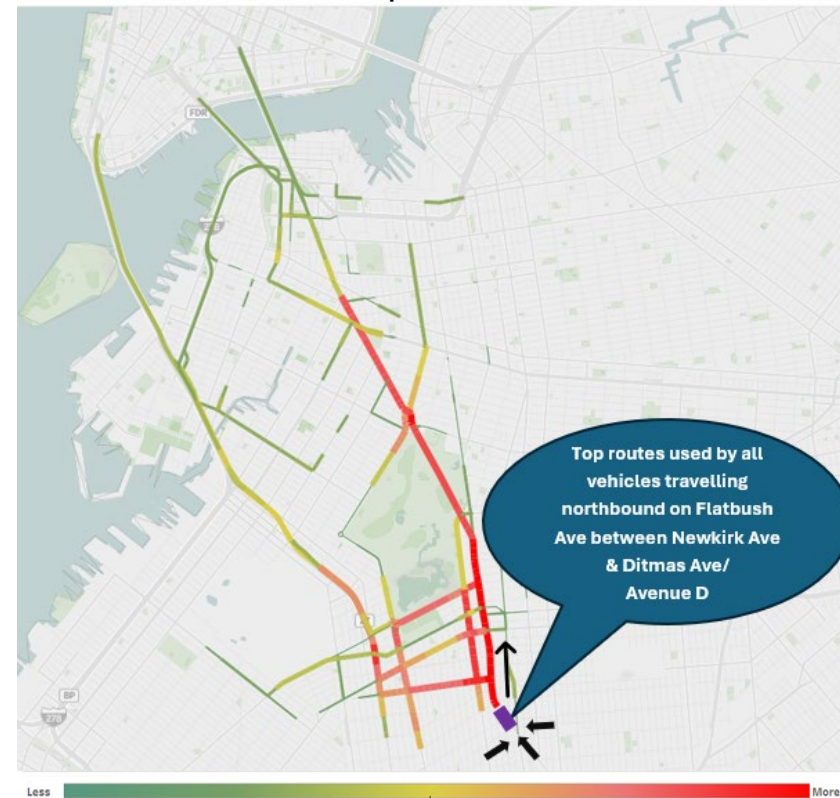 FDR
Top routes used by all
vehicles travelling
northbound on Flatbush
Ave between Newkirk Ave
& Ditmas Ave/
Avenue D
BP
278
Less
More